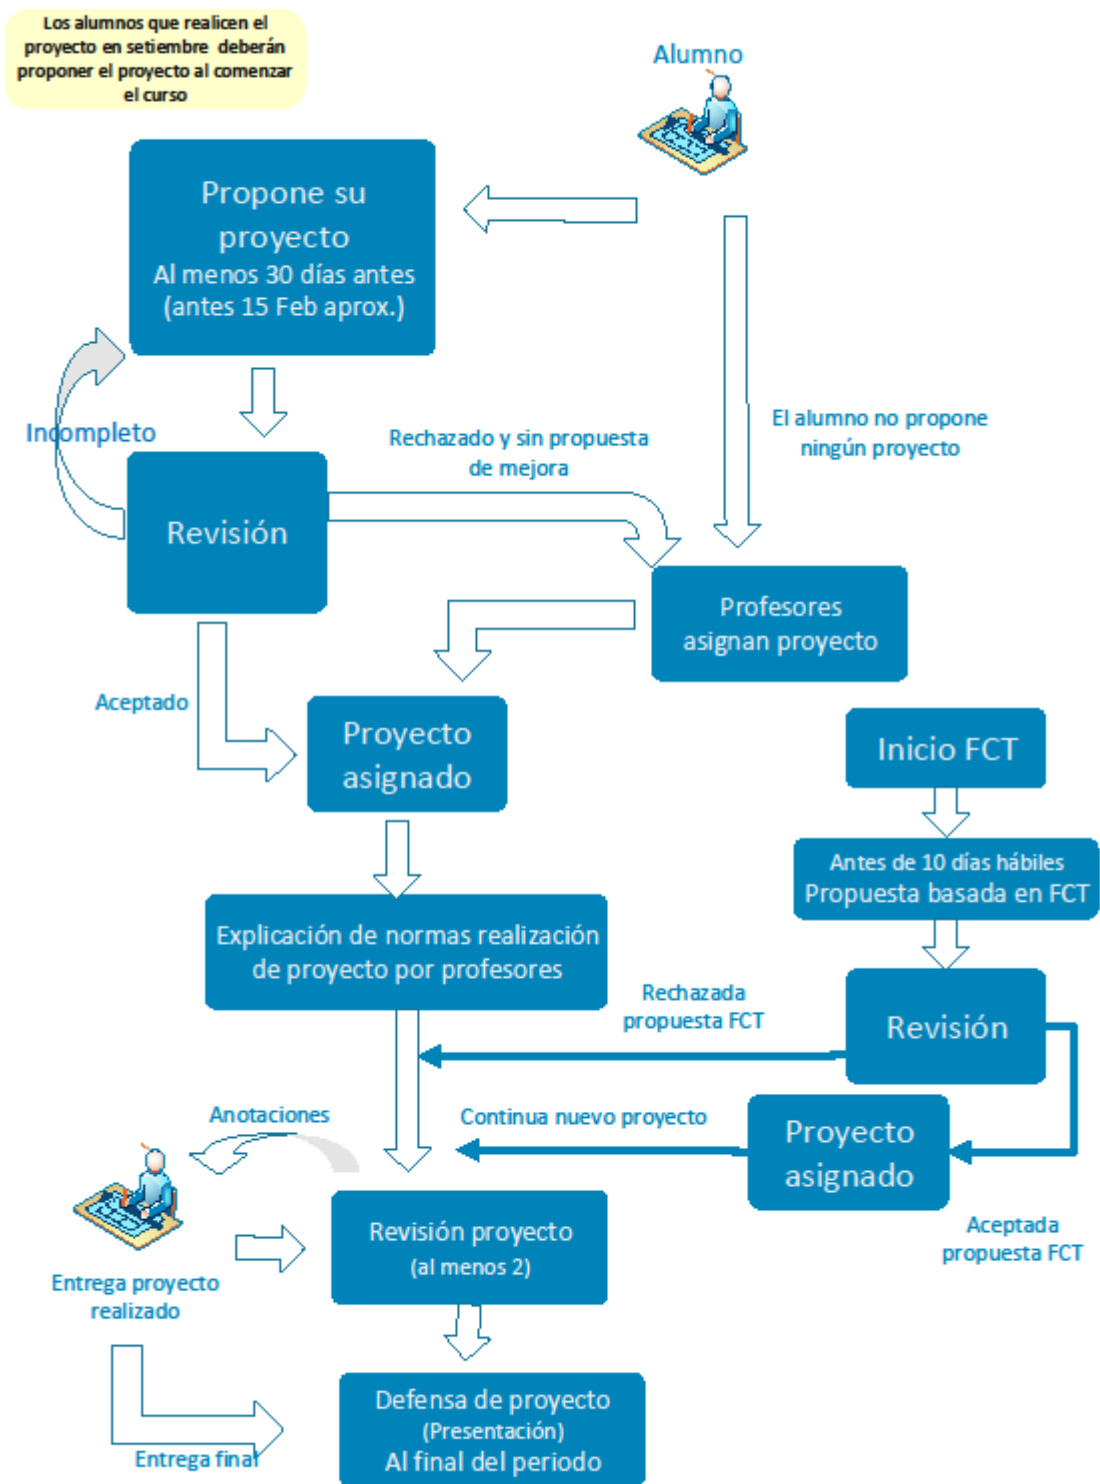 Los alumnos que realicen el
proyecto en setiembre deberán
proponer el proyecto al comenzar
el curso
Alumno
Propone su
proyecto
Al menos 30 días antes
(antes 15 Feb aprox.)
Incompleto
Rechazado y sin propuesta
de mejora
El alumno no propone
ningún proyecto
Revisión
Profesores
asignan proyecto
Aceptado
Proyecto
asignado
Inicio FCT
Antes de 10 días hábiles
Propuesta basada en FCT
Explicación de normas realización
de proyecto por profesores
Rechazada
propuesta FCT
Revisión
Anotaciones
Continua nuevo proyecto
Proyecto
asignado
Aceptada
propuesta FCT
Revisión proyecto
(al menos 2)
Entrega proyecto
realizado
Defensa de proyecto
(Presentación)
Al final del periodo
Entrega final